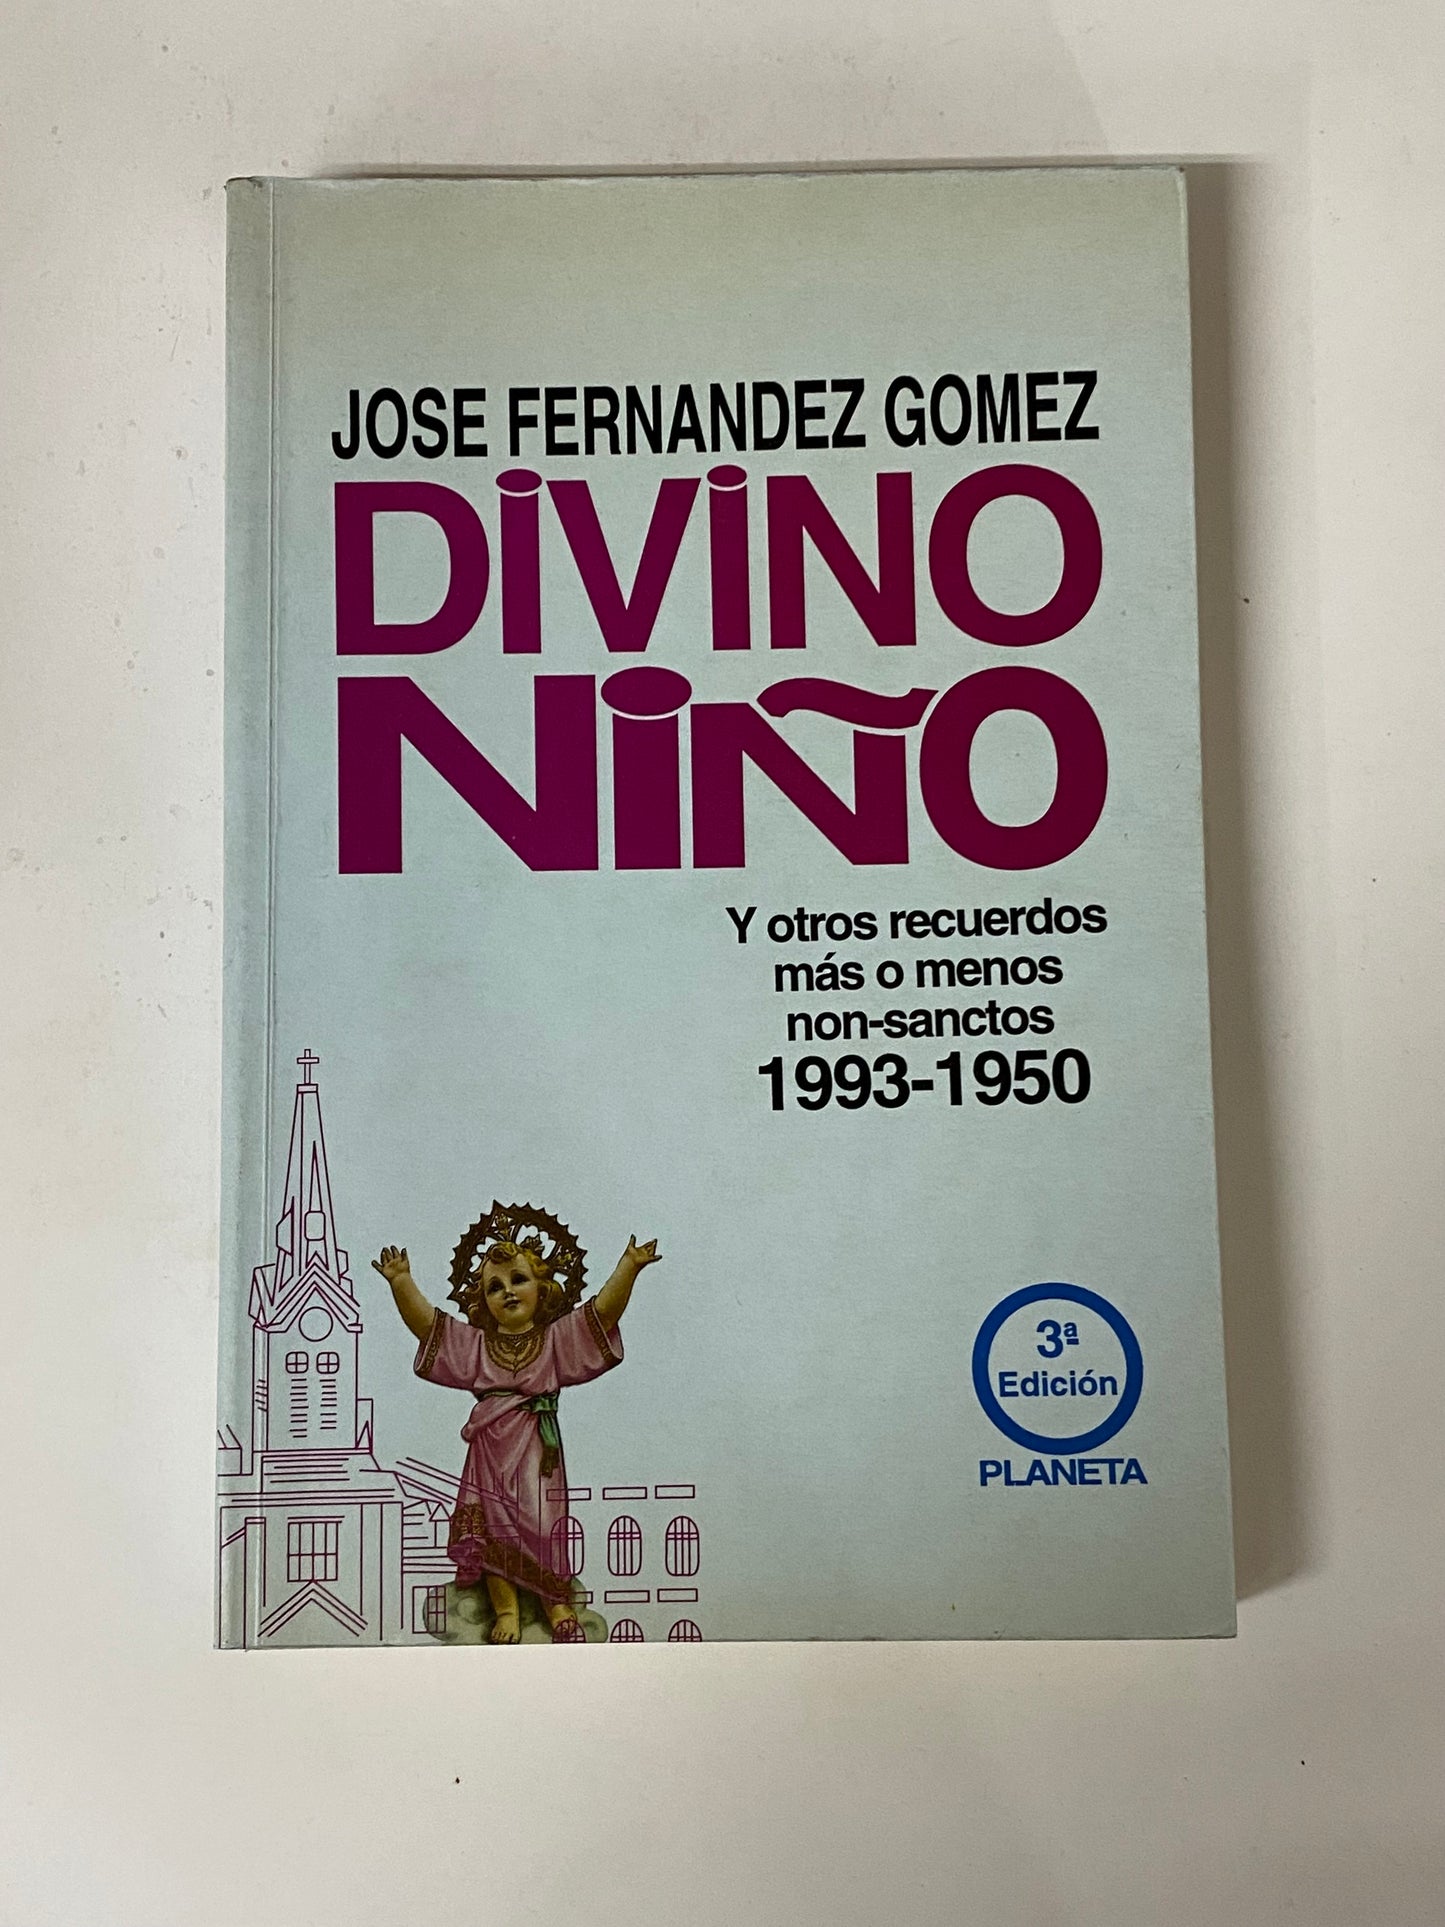 JOSE FERNANDEZ GOMEZ
DiViNO
NiÑO
Y otros recuerdos
más o menos
non-sanctos
1993-1950
3ª
Edición
PLANETA